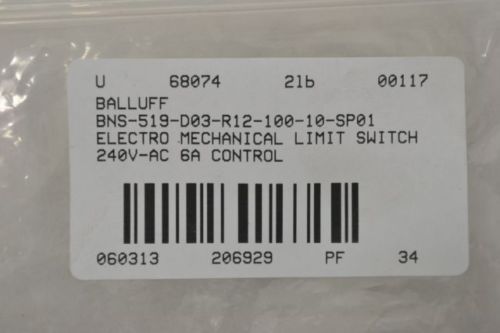 U 68074 2lb 00117
BALLUFF
BNS-519-D03-R12-100-10-SP01
ELECTRO MECHANICAL LIMIT SWITCH
240V-AC 6A CONTROL
060313 206929 PF 34